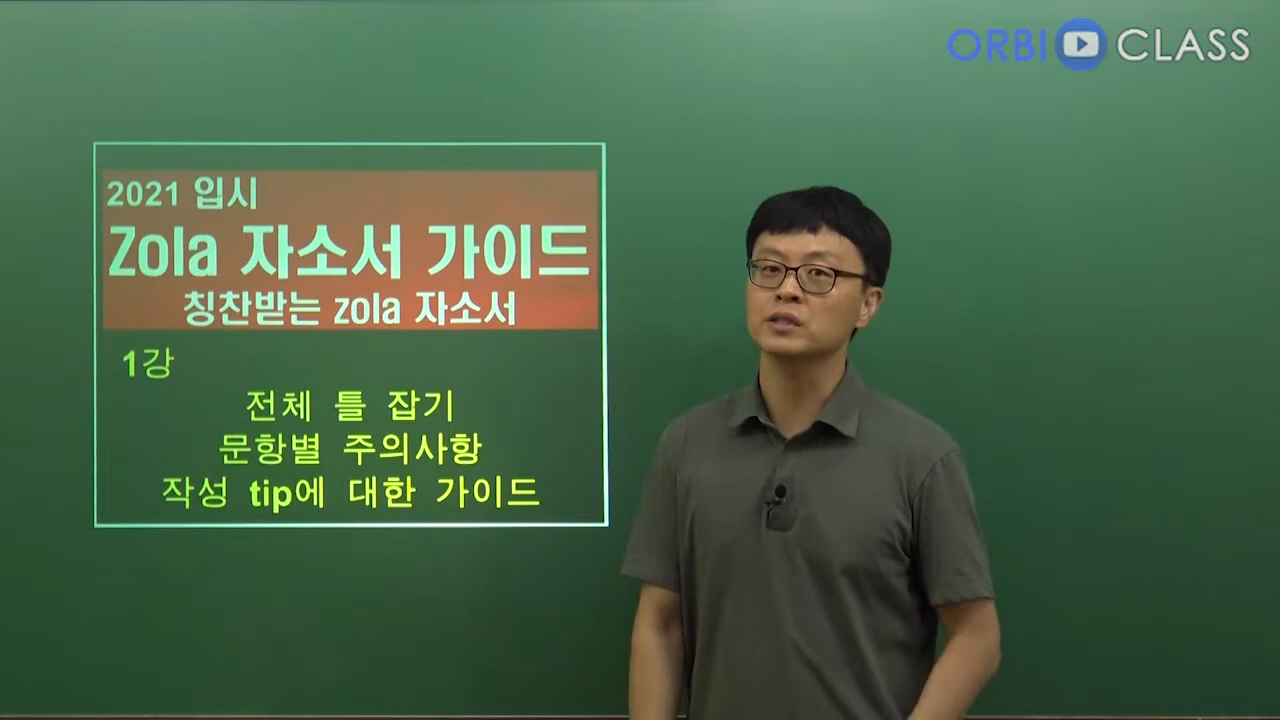 ORBI CLASS
2021 입시
Zola 자소서 가이드
칭찬받는 zola 자소서
1강
전체 틀 잡기
문항별 주의사항
작성 tip에 대한 가이드